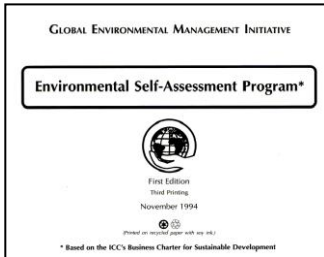 GLOBAL ENVIRONMENTAL MANAGEMENT INITIATIVE
Environmental Self-Assessment Program*
First Edition
Third Printing
November 1994
(Printed on recycled paper with soy ink.)
* Based on the ICC's Business Charter for Sustainable Development